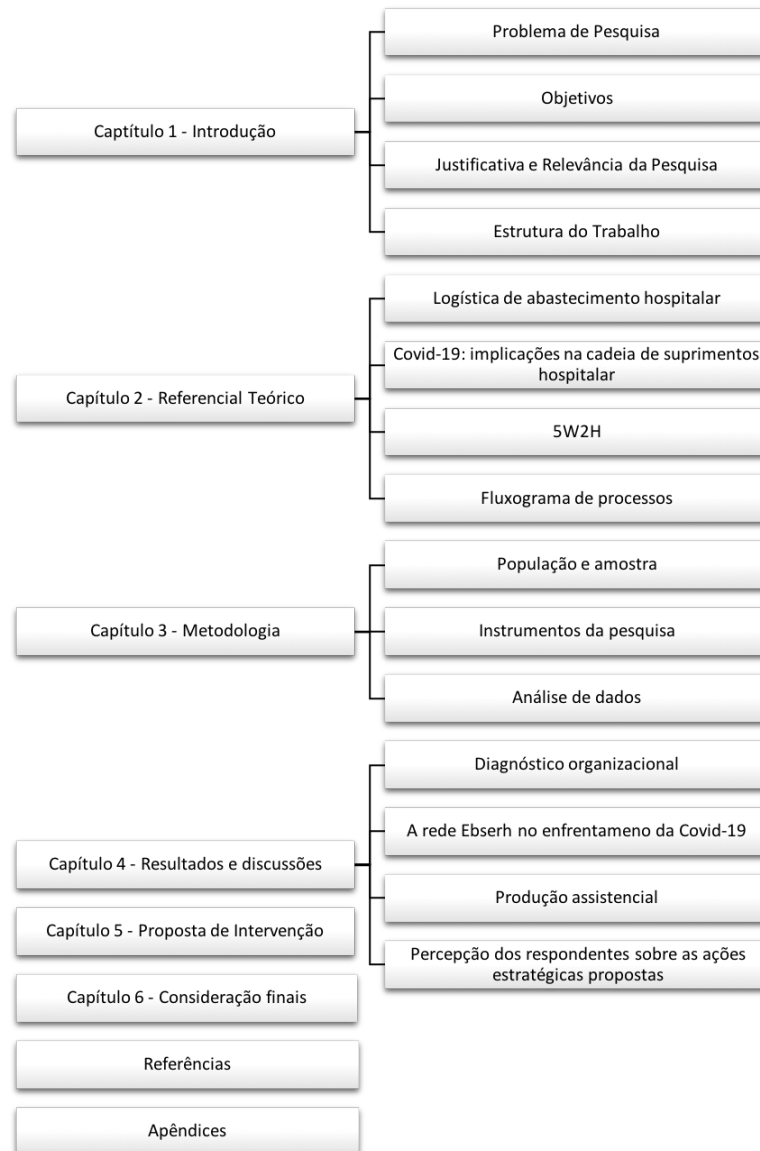 Captítulo 1 - Introdução
Problema de Pesquisa
Objetivos
Justificativa e Relevância da Pesquisa
Estrutura do Trabalho
Capítulo 2 - Referencial Teórico
Logística de abastecimento hospitalar
Covid-19: implicações na cadeia de suprimentos
hospitalar
5W2H
Fluxograma de processos
Capítulo 3 - Metodologia
População e amostra
Instrumentos da pesquisa
Análise de dados
Capítulo 4 - Resultados e discussões
Diagnóstico organizacional
A rede Ebserh no enfrentameno da Covid-19
Produção assistencial
Percepção dos respondentes sobre as ações
estratégicas propostas
Capítulo 5 - Proposta de Intervenção
Capítulo 6 - Consideração finais
Referências
Apêndices